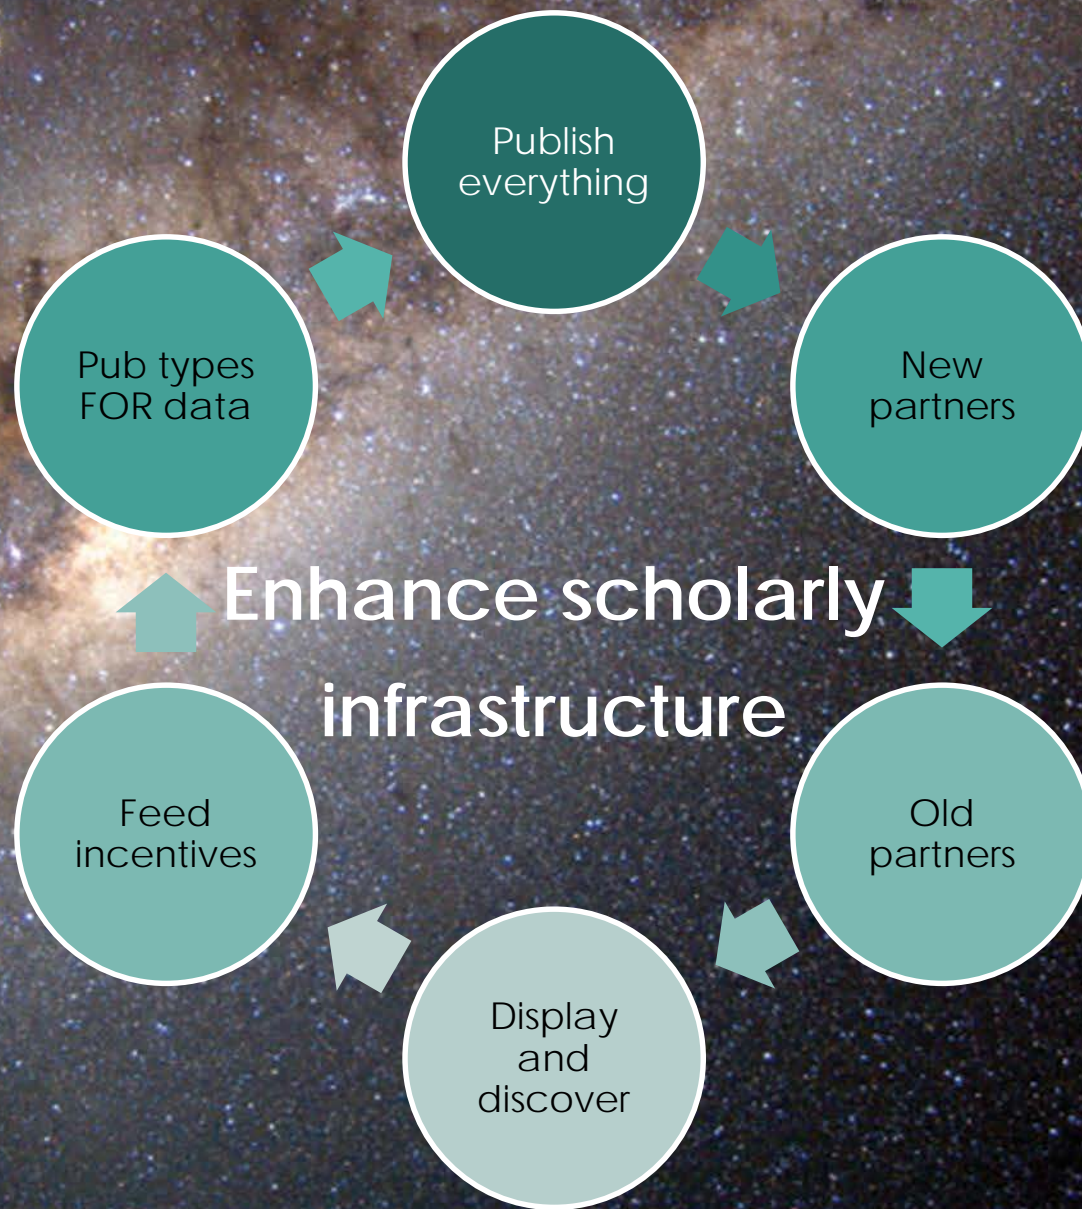 Publish
everything
New
partners
Old
partners
Display
and
discover
Feed
incentives
Pub types
FOR data
Enhance scholarly
infrastructure